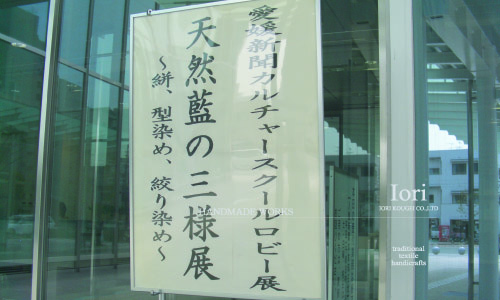 愛媛新聞カルチャースクールロビー展
天然藍の三様展
～絣、型染め、絞り染め～
HANDMADE WORKS
Iori
IORI KOUGEI CO.,LTD
traditional
textile
handicrafts